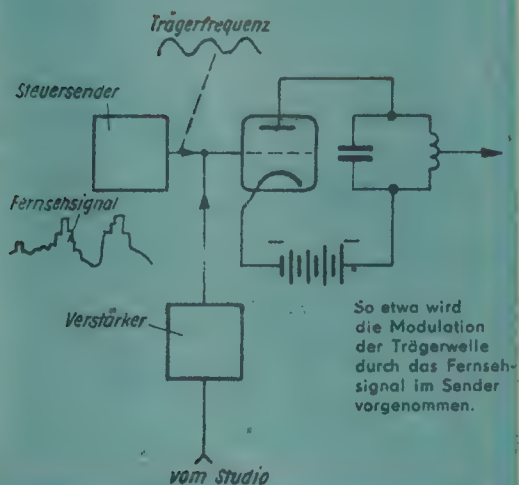 Trägerfrequenz
Steuersender
Fernsehsignal
Verstärker
So etwa wird
die Modulation
der Trägerwelle
durch das Fernseh-
signal im Sender
vorgenommen.
vom Studio